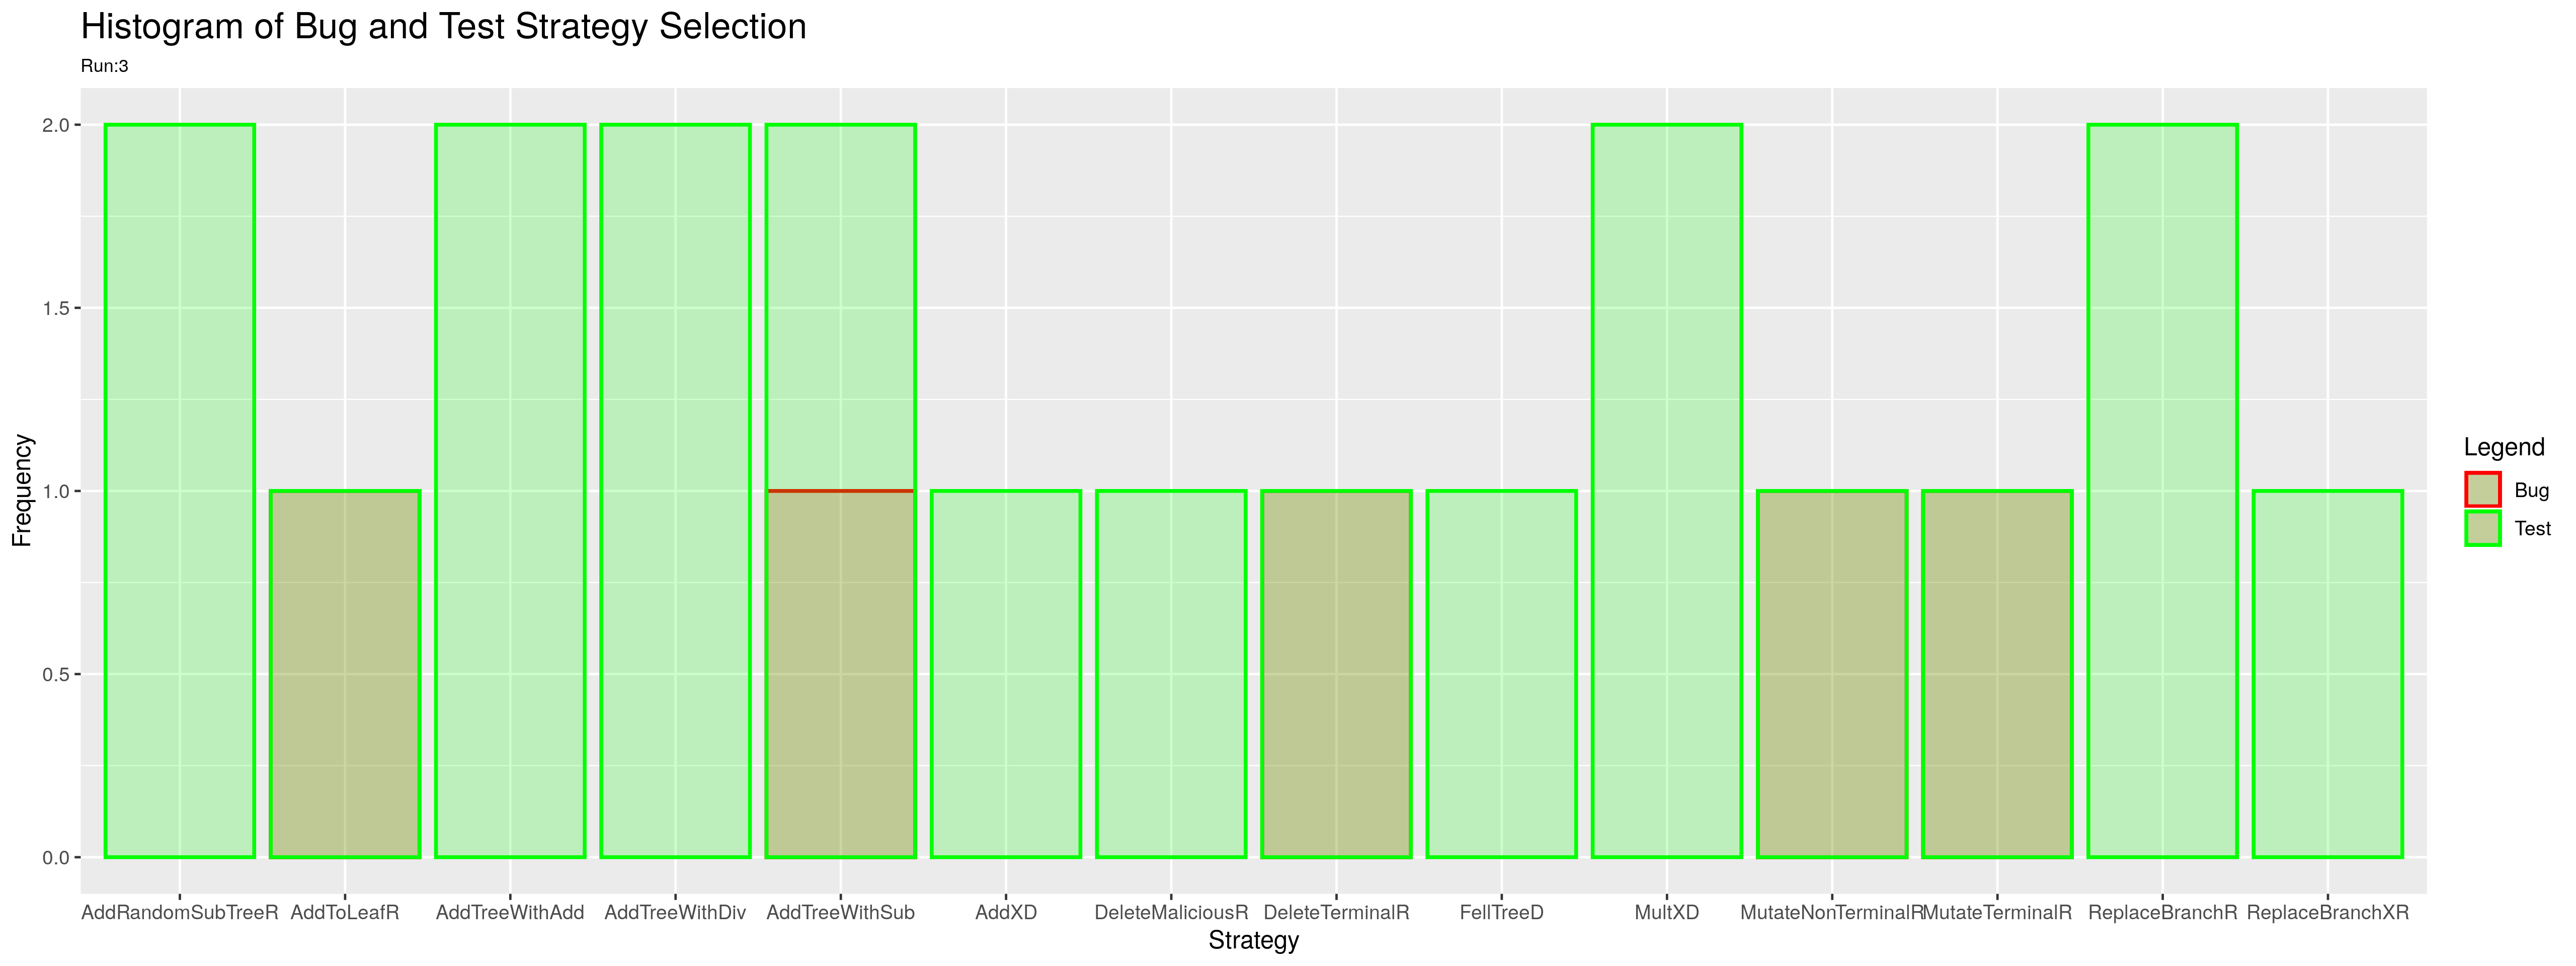 Histogram of Bug and Test Strategy Selection
Run:3
2.0
1.5
1.0
0.5
0.0
Frequency
AddRandomSubTreeR AddToLeafR AddTreeWithAdd AddTreeWithDiv AddTreeWithSub AddXD DeleteMaliciousR DeleteTerminalR FellTreeD MultXD MutateNonTerminalR MutateTerminalR ReplaceBranchR ReplaceBranchXR
Strategy
Legend
Bug
Test